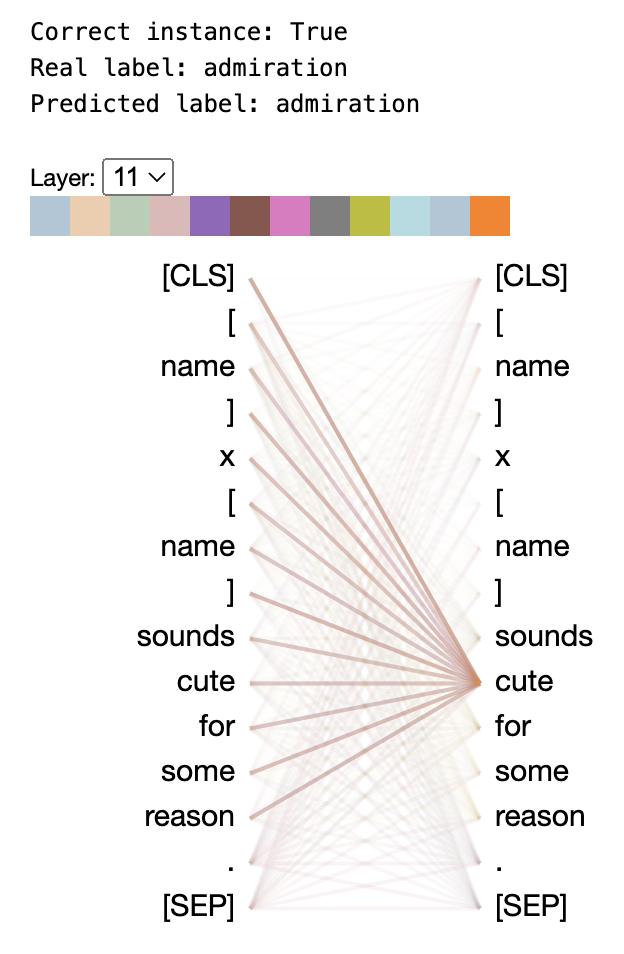 Correct instance: True
Real label: admiration
Predicted label: admiration
Layer: 11
[CLS] [CLS]
[ [
name name
] ]
x x
[ [
name name
] ]
sounds sounds
cute cute
for for
some some
reason reason
. .
[SEP] [SEP]